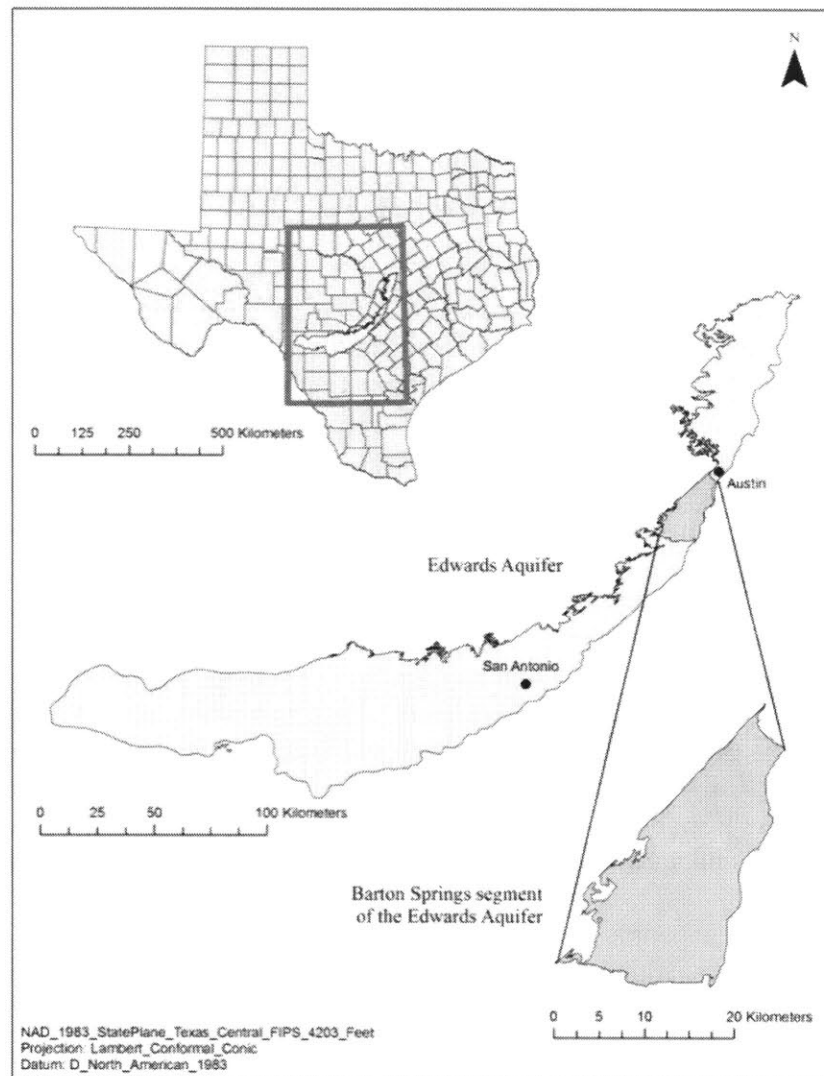 N
0 125 250 500 Kilometers
Austin
Edwards Aquifer
San Antonio
0 25 50 100 Kilometers
Barton Springs segment
of the Edwards Aquifer
0 5 10 20 Kilometers
NAD_1983_StatePlane_Texas_Central_FIPS_4203_Feet
Projection: Lambert_Conformal_Conic
Datum: D_North_American_1983